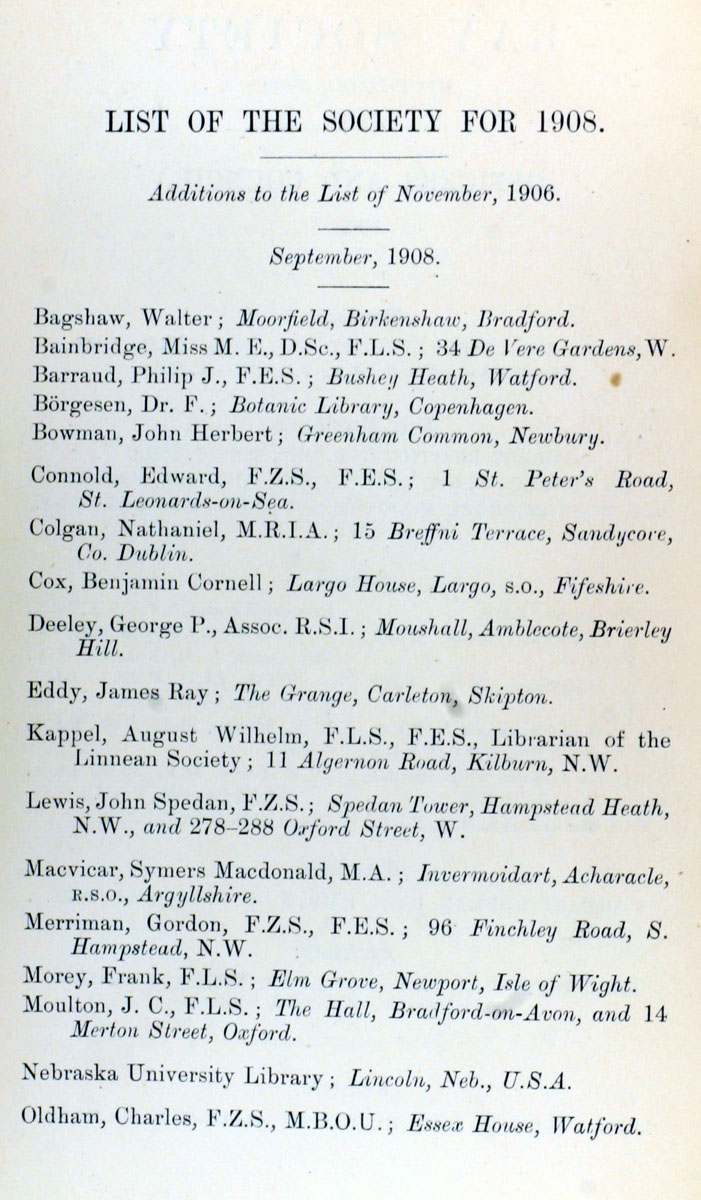 LIST OF THE SOCIETY FOR 1908.
Additions to the List of November, 1906.
September, 1908.
Bagshaw, Walter; Moorfield, Birkenshaw, Bradford.
Bainbridge, Miss M. E., D.Sc., F.L.S.; 34 De Vere Gardens, W.
Barraud, Philip J., F.E.S.; Bushey Heath, Watford.
Börgesen, Dr. F.; Botanic Library, Copenhagen.
Bowman, John Herbert; Greenham Common, Newbury.
Connold, Edward, F.Z.S., F.E.S.; 1 St. Peter's Road,
St. Leonards-on-Sea.
Colgan, Nathaniel, M.R.I.A.; 15 Breffni Terrace, Sandycore,
Co. Dublin.
Cox, Benjamin Cornell; Largo House, Largo, s.o., Fifeshire.
Deeley, George P., Assoc. R.S.I.; Moushall, Amblecote, Brierley
Hill.
Eddy, James Ray; The Grange, Carleton, Skipton.
Kappel, August Wilhelm, F.L.S., F.E.S., Librarian of the
Linnean Society; 11 Algernon Road, Kilburn, N.W.
Lewis, John Spedan, F.Z.S.; Spedan Tower, Hampstead Heath,
N.W., and 278–288 Oxford Street, W.
Macvicar, Symers Macdonald, M.A.; Invermoidart, Acharacle,
R.S.O., Argyllshire.
Merriman, Gordon, F.Z.S., F.E.S.; 96 Finchley Road, S.
Hampstead, N.W.
Morey, Frank, F.L.S.; Elm Grove, Newport, Isle of Wight.
Moulton, J. C., F.L.S.; The Hall, Bradford-on-Avon, and 14
Merton Street, Oxford.
Nebraska University Library; Lincoln, Neb., U.S.A.
Oldham, Charles, F.Z.S., M.B.O.U.; Essex House, Watford.